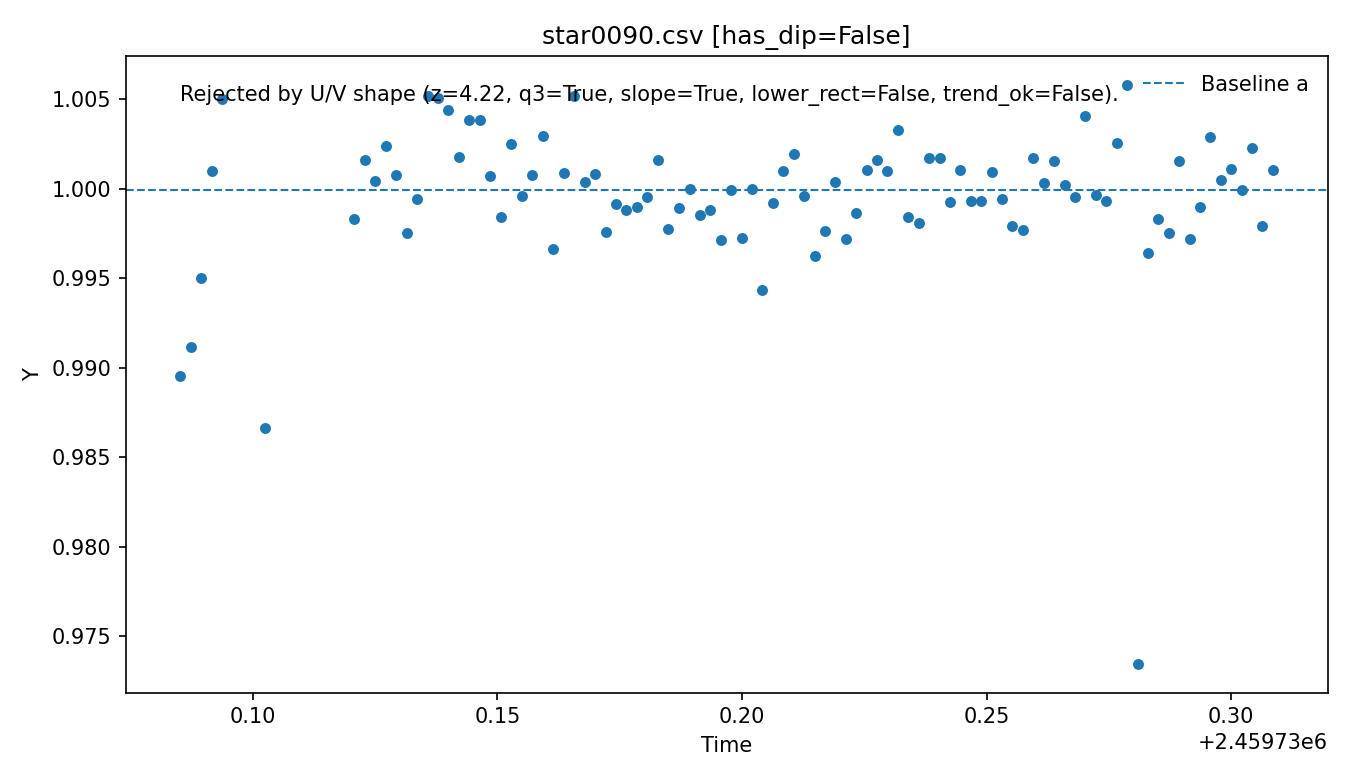 star0090.csv [has_dip=False]
Rejected by U/V shape (z=4.22, q3=True, slope=True, lower_rect=False, trend_ok=False).
Baseline a
1.005
1.000
0.995
0.990
0.985
0.980
0.975
Y
0.10
0.15
0.20
0.25
0.30
Time
+2.45973e6